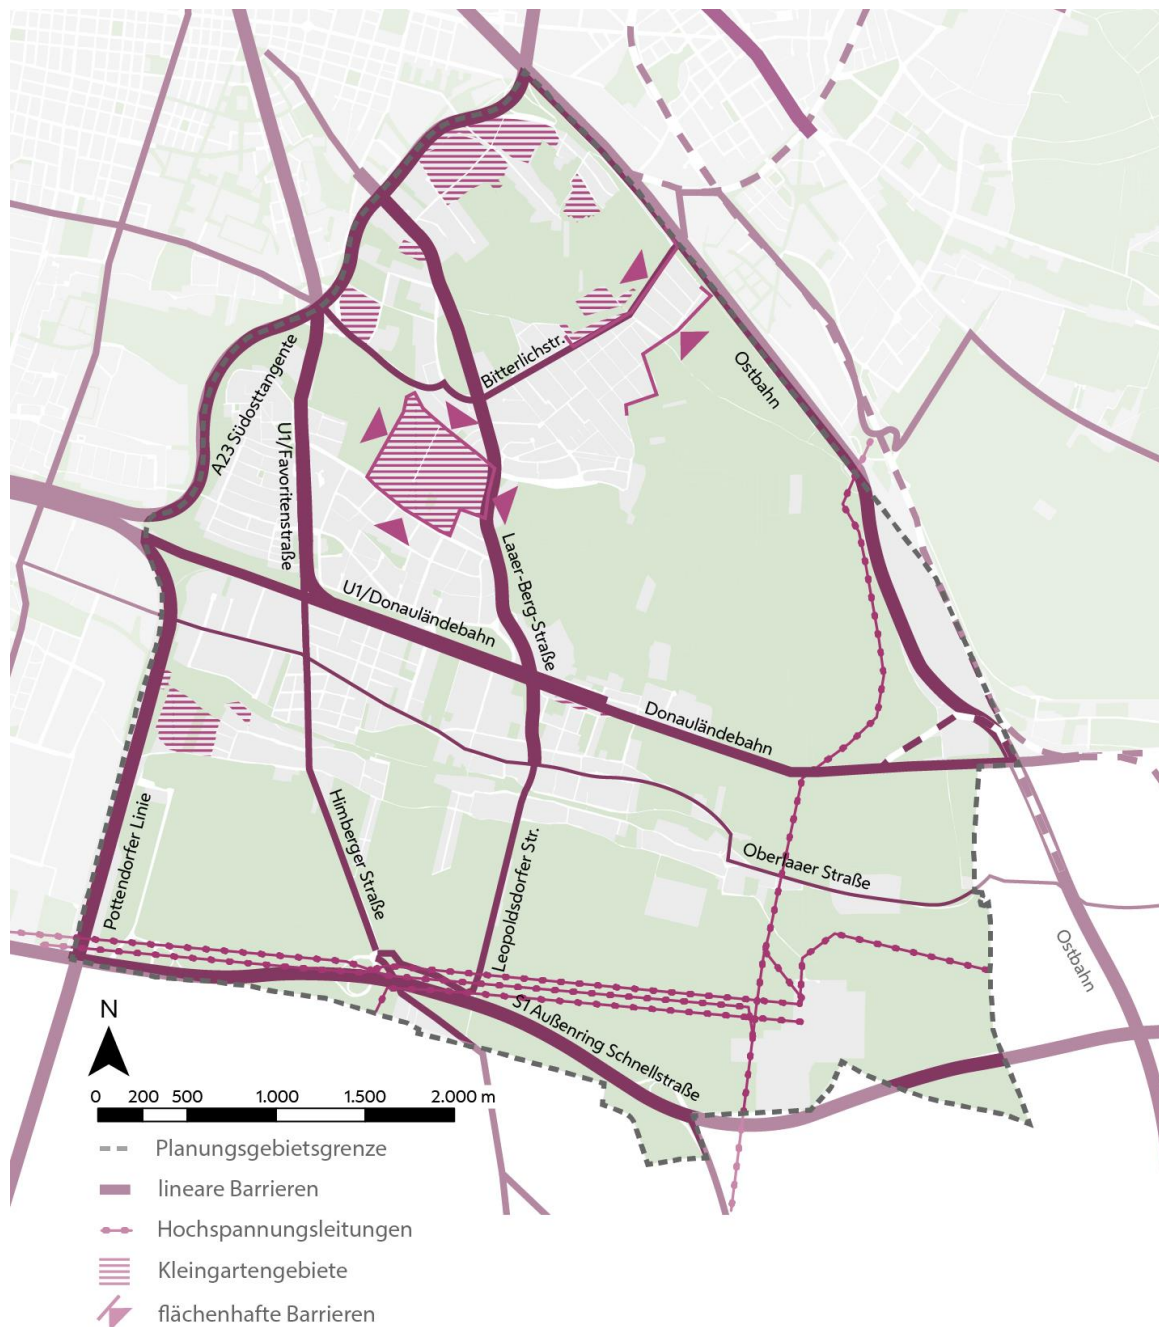 A23 Südosttangente
U1/Favoritenstraße
Bitterlichstr.
Ostbahn
Laaer-Berg-Straße
U1/Donauländebahn
Donauländebahn
Pottendorfer Linie
Himberger Straße
Leopoldsdorfer Str.
Oberlaaer Straße
Ostbahn
S1 Außenring Schnellstraße
N
0 200 500 1.000 1.500 2.000 m
Planungsgebietsgrenze
lineare Barrieren
Hochspannungsleitungen
Kleingartengebiete
flächenhafte Barrieren